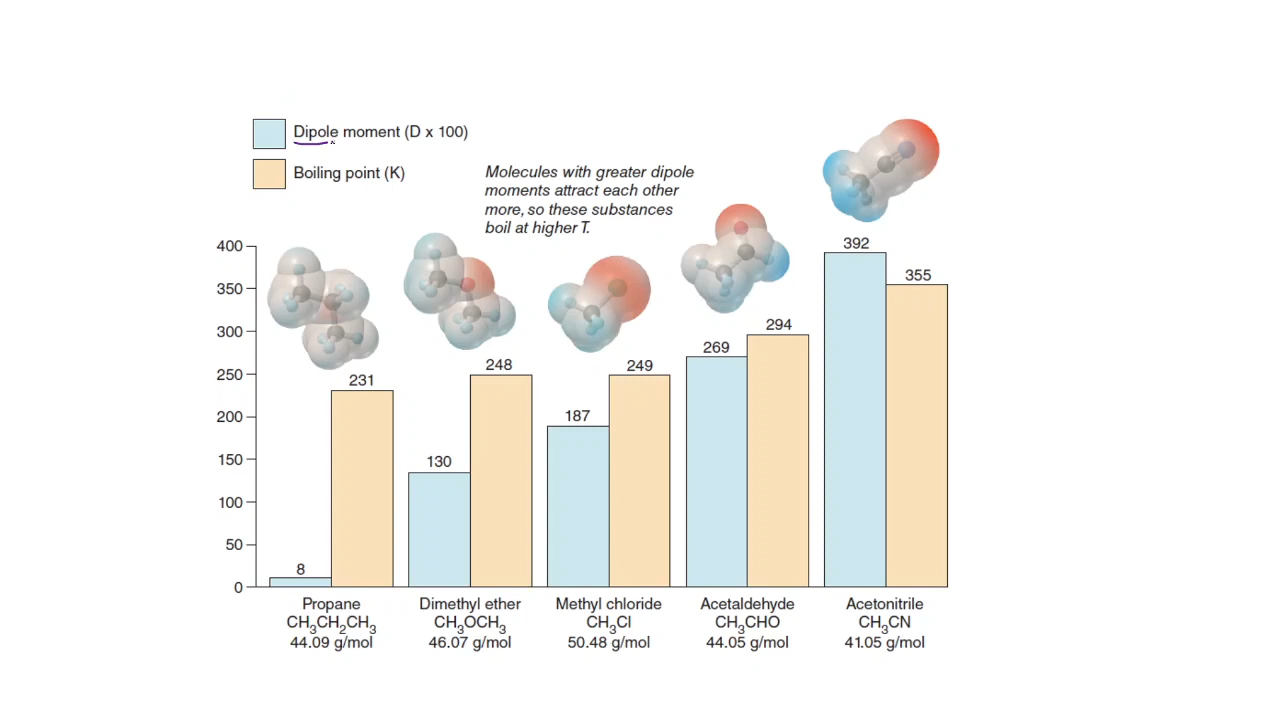 Dipole moment (D x 100)
Boiling point (K)
Molecules with greater dipole
moments attract each other
more, so these substances
boil at higher T.
400
350
300
250
200
150
100
50
0
8
231
130
248
187
249
269
294
392
355
Propane
CH₃CH₂CH₃
44.09 g/mol
Dimethyl ether
CH₃OCH₃
46.07 g/mol
Methyl chloride
CH₃Cl
50.48 g/mol
Acetaldehyde
CH₃CHO
44.05 g/mol
Acetonitrile
CH₃CN
41.05 g/mol